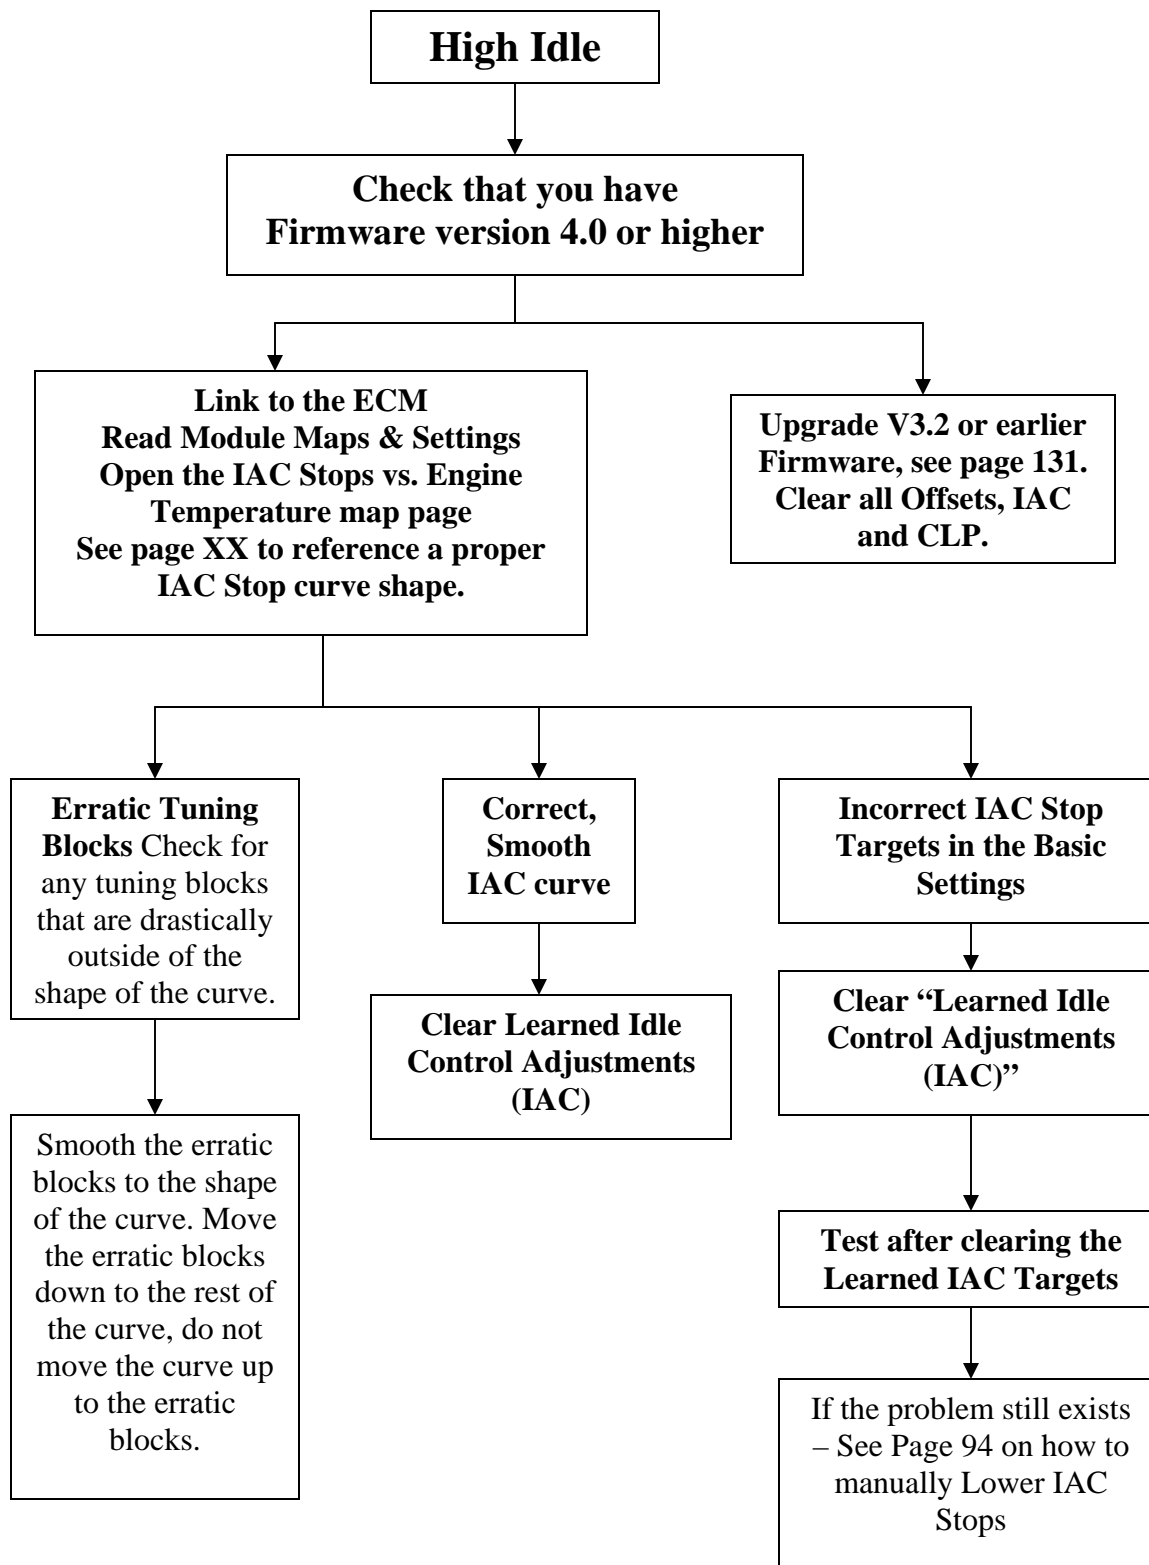 High Idle
Check that you have
Firmware version 4.0 or higher
Link to the ECM
Read Module Maps & Settings
Open the IAC Stops vs. Engine
Temperature map page
See page XX to reference a proper
IAC Stop curve shape.
Upgrade V3.2 or earlier
Firmware, see page 131.
Clear all Offsets, IAC
and CLP.
Erratic Tuning
Blocks Check for
any tuning blocks
that are drastically
outside of the
shape of the curve.
Smooth the erratic
blocks to the shape
of the curve. Move
the erratic blocks
down to the rest of
the curve, do not
move the curve up
to the erratic
blocks.
Correct,
Smooth
IAC curve
Clear Learned Idle
Control Adjustments
(IAC)
Incorrect IAC Stop
Targets in the Basic
Settings
Clear “Learned Idle
Control Adjustments
(IAC)”
Test after clearing the
Learned IAC Targets
If the problem still exists
– See Page 94 on how to
manually Lower IAC
Stops